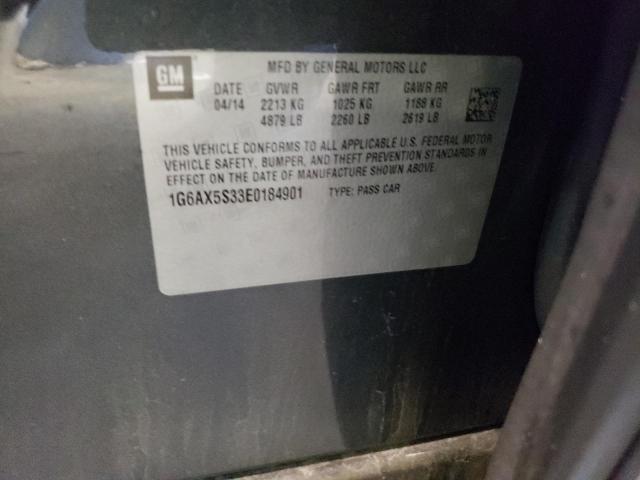 GM
MFD BY GENERAL MOTORS LLC
DATE GVWR GAWR FRT GAWR RR
04/14 2213 KG 1025 KG 1188 KG
4879 LB 2260 LB 2619 LB
THIS VEHICLE CONFORMS TO ALL APPLICABLE U.S. FEDERAL MOTOR
VEHICLE SAFETY, BUMPER, AND THEFT PREVENTION STANDARDS IN
EFFECT ON THE DATE OF MANUFACTURE SHOWN ABOVE.
1G6AX5S33E0184901 TYPE: PASS CAR